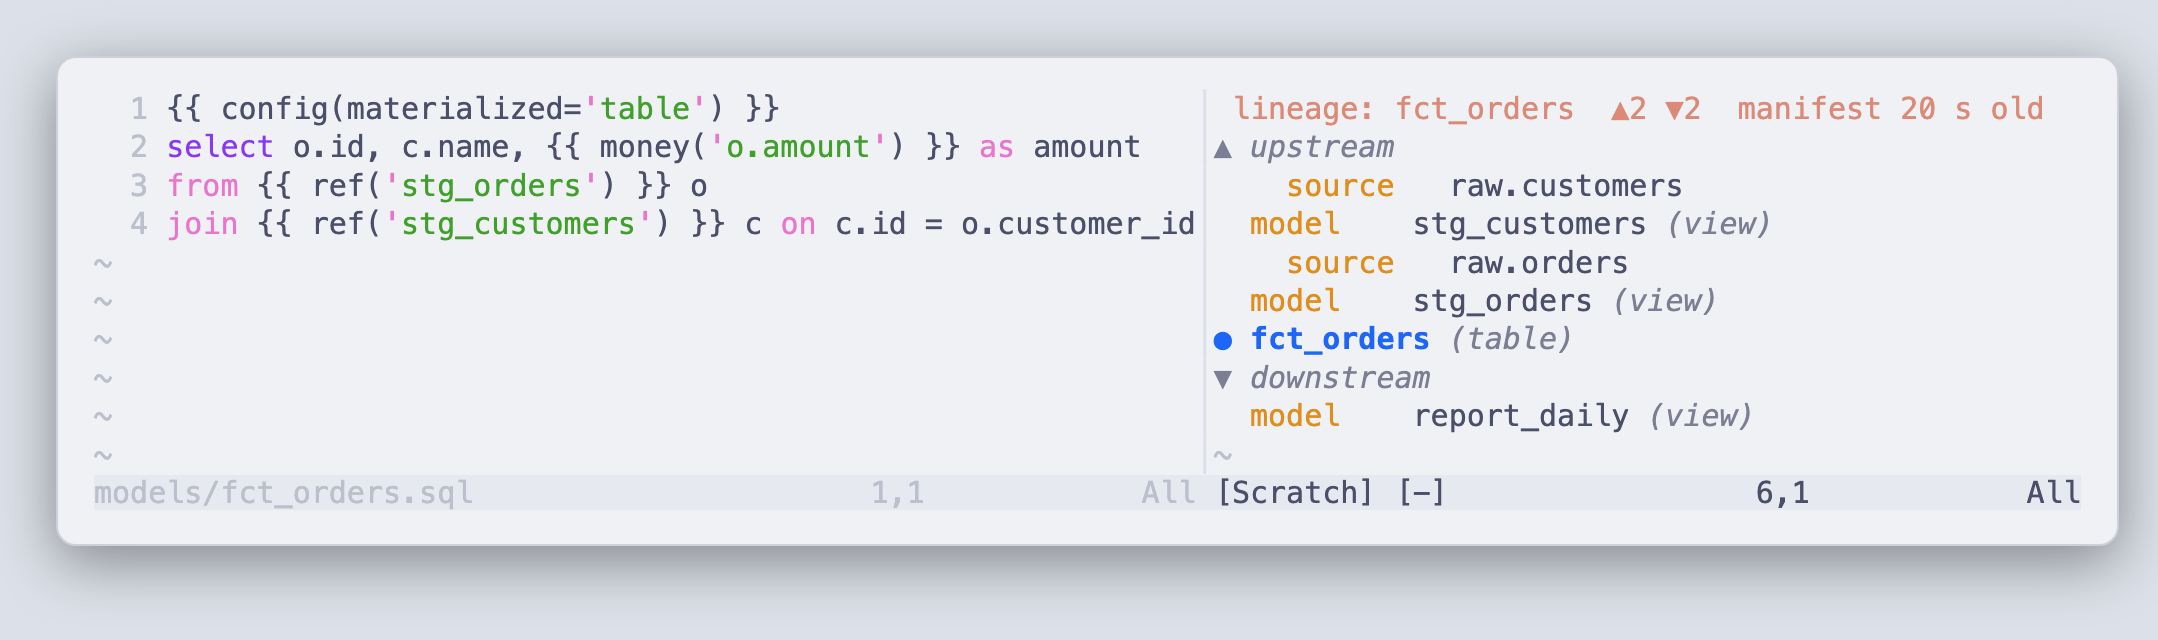 1 {{ config(materialized='table') }}
2 select o.id, c.name, {{ money('o.amount') }} as amount
3 from {{ ref('stg_orders') }} o
4 join {{ ref('stg_customers') }} c on c.id = o.customer_id
~
~
~
~
~
~
models/fct_orders.sql 1,1 All
lineage: fct_orders ▲2 ▼2 manifest 20 s old
▲ upstream
source raw.customers
model stg_customers (view)
source raw.orders
model stg_orders (view)
● fct_orders (table)
▼ downstream
model report_daily (view)
~
[Scratch] [-] 6,1 All